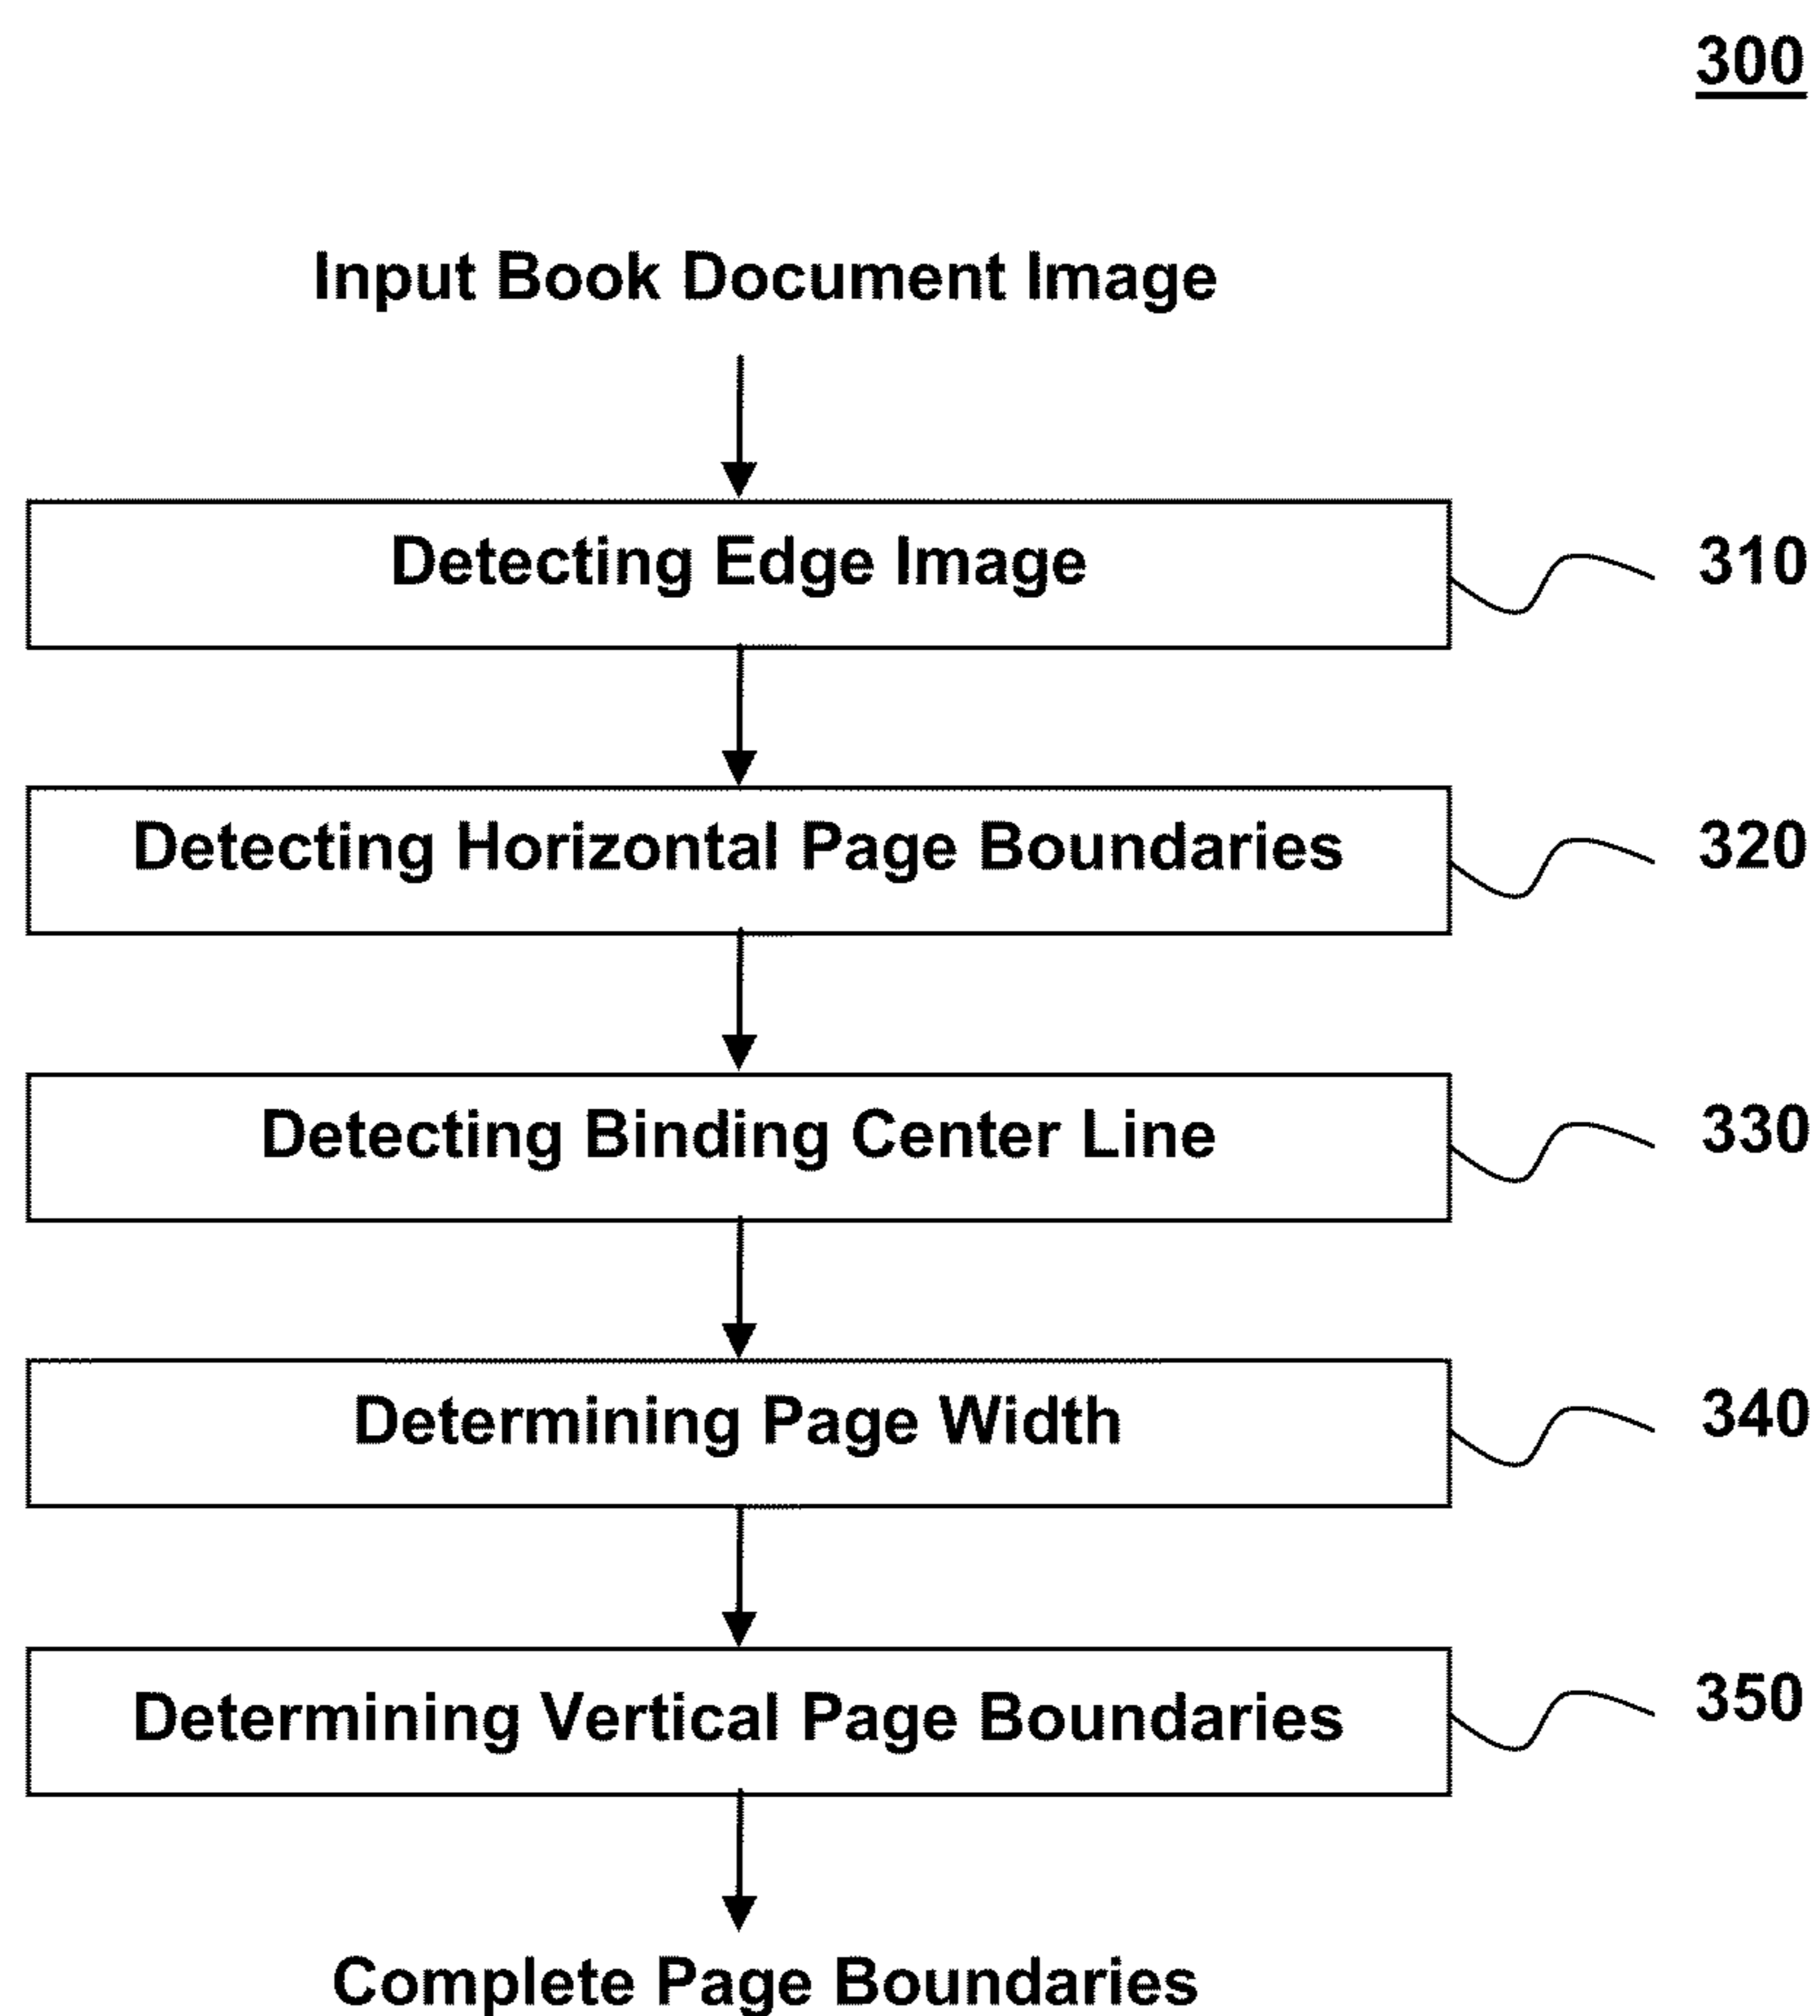 300
Input Book Document Image
Detecting Edge Image
310
Detecting Horizontal Page Boundaries
320
Detecting Binding Center Line
330
Determining Page Width
340
Determining Vertical Page Boundaries
350
Complete Page Boundaries